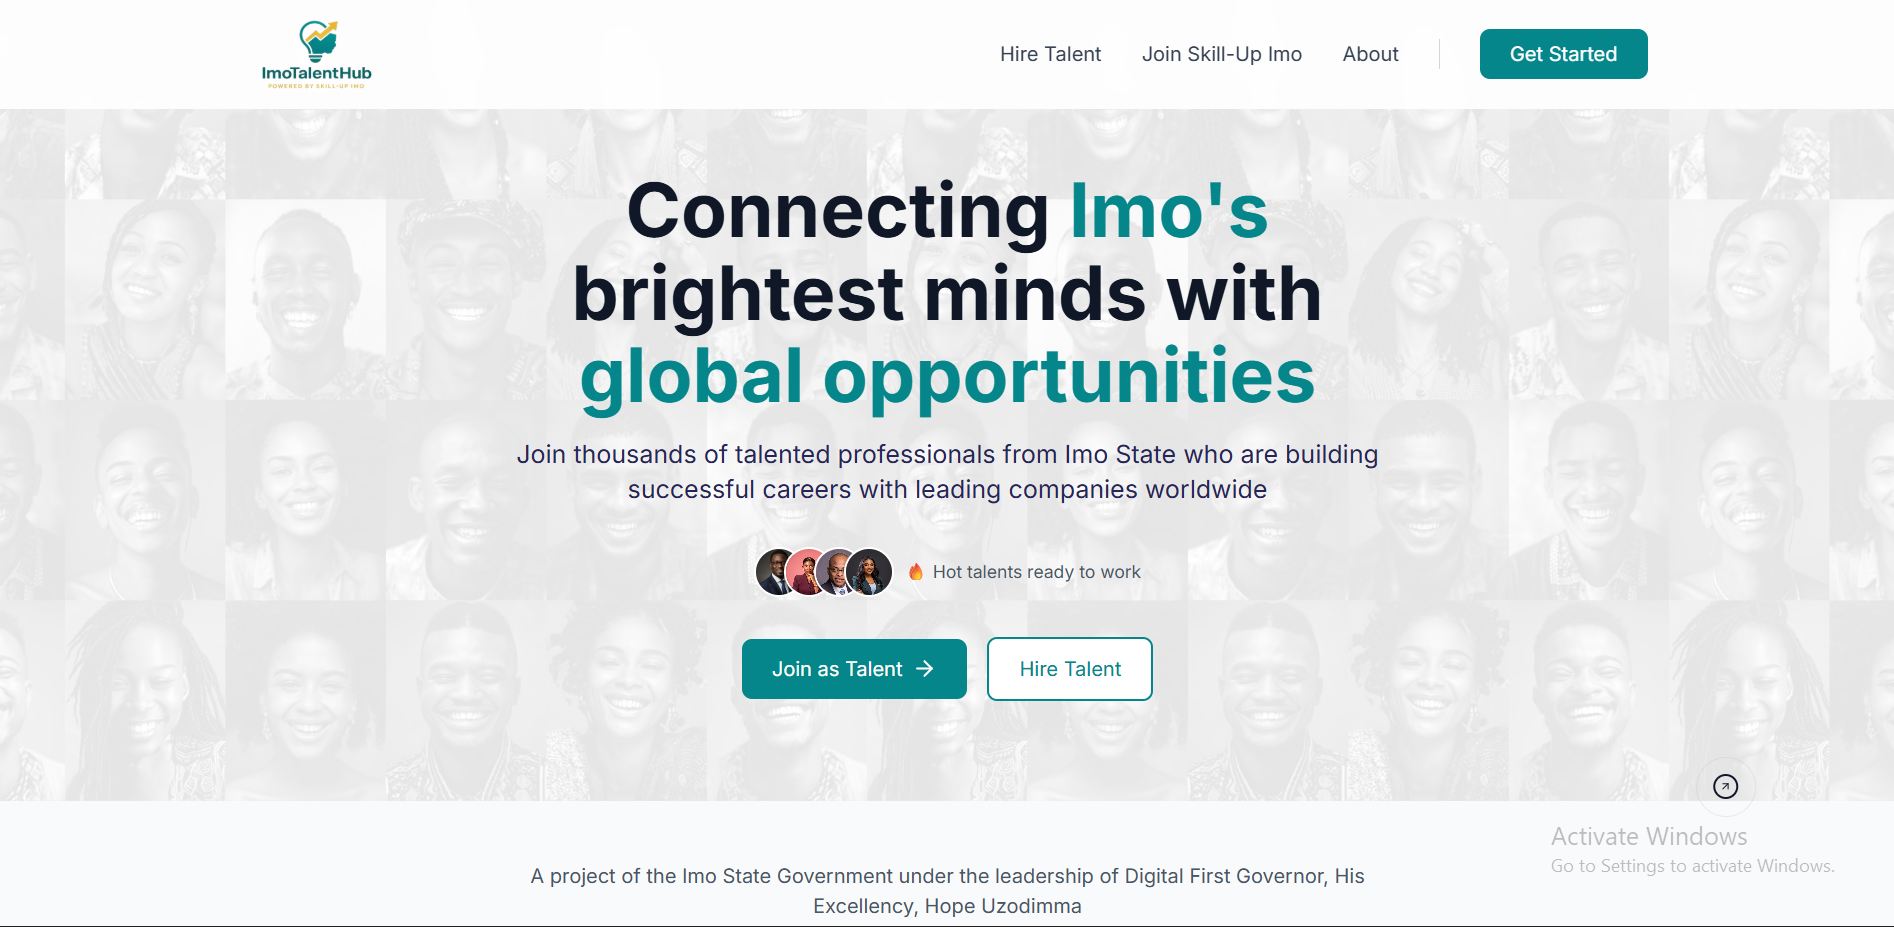 ImoTalentHub
POWERED BY SKILL-UP IMO
Hire Talent
Join Skill-Up Imo
About
Get Started
Connecting Imo's
brightest minds with
global opportunities
Join thousands of talented professionals from Imo State who are building
successful careers with leading companies worldwide
🔥 Hot talents ready to work
Join as Talent →
Hire Talent
Activate Windows
Go to Settings to activate Windows.
A project of the Imo State Government under the leadership of Digital First Governor, His
Excellency, Hope Uzodimma